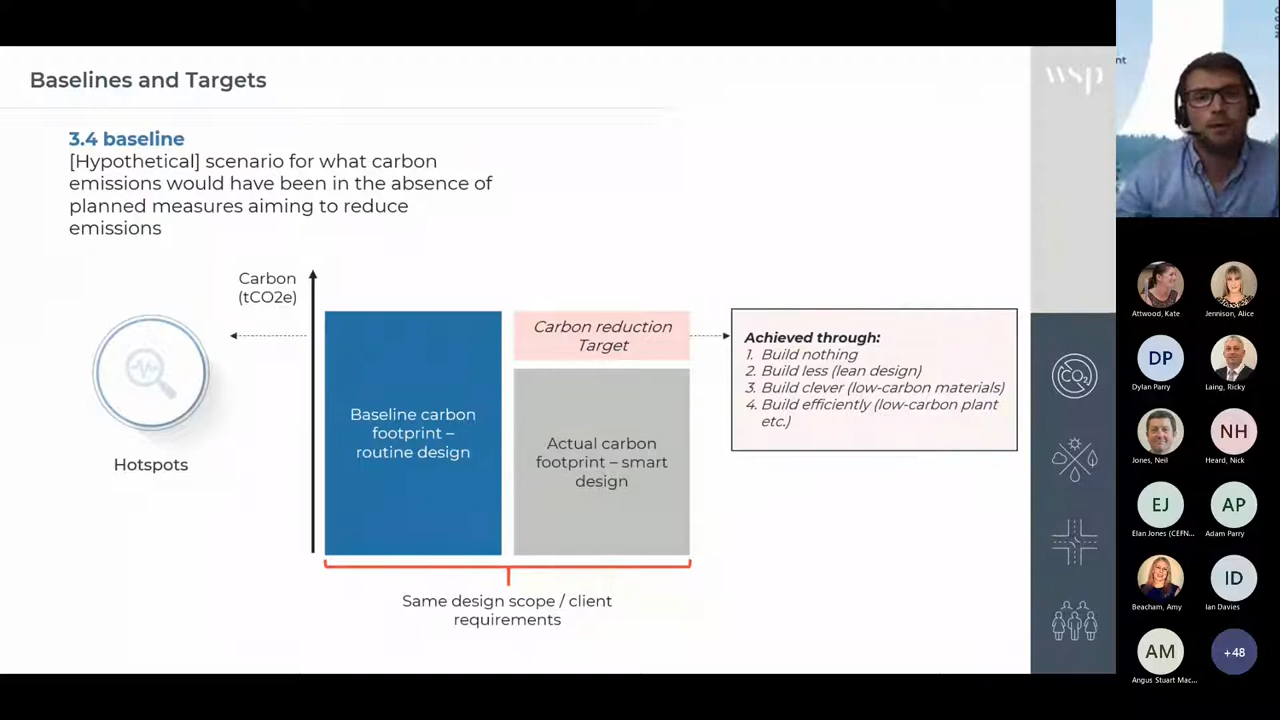 Baselines and Targets
wsp
nt
3.4 baseline
[Hypothetical] scenario for what carbon
emissions would have been in the absence of
planned measures aiming to reduce
emissions
Carbon
(tCO2e)
Hotspots
Baseline carbon
footprint –
routine design
Carbon reduction
Target
Actual carbon
footprint – smart
design
Achieved through:
1. Build nothing
2. Build less (lean design)
3. Build clever (low-carbon materials)
4. Build efficiently (low-carbon plant
etc.)
Same design scope / client
requirements
CO2
Attwood, Kate
Jennison, Alice
DP
Dylan Parry
Laing, Ricky
Jones, Neil
NH
Heard, Nick
EJ
Elan Jones (CEFN...
AP
Adam Parry
Beacham, Amy
ID
Ian Davies
AM
Angus Stuart Mac...
+48